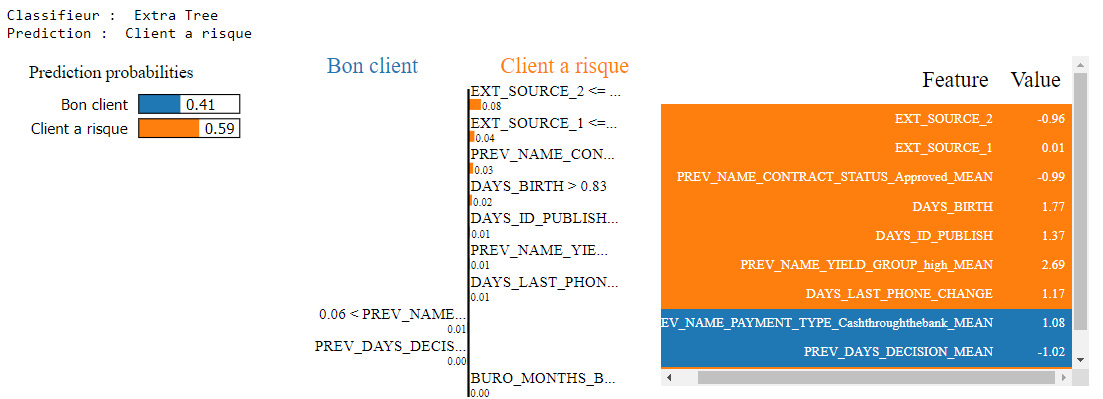 Classifieur :  Extra Tree
Prediction :  Client a risque
Prediction probabilities
Bon client 0.41
Client a risque 0.59
Bon client
Client a risque
EXT_SOURCE_2 <= ...
0.08
EXT_SOURCE_1 <=...
0.04
PREV_NAME_CON...
0.03
DAYS_BIRTH > 0.83
0.02
DAYS_ID_PUBLISH...
0.01
PREV_NAME_YIE...
0.01
DAYS_LAST_PHON...
0.01
0.06 < PREV_NAME...
0.01
PREV_DAYS_DECIS...
0.00
BURO_MONTHS_B...
0.00
Feature Value
EXT_SOURCE_2 -0.96
EXT_SOURCE_1 0.01
PREV_NAME_CONTRACT_STATUS_Approved_MEAN -0.99
DAYS_BIRTH 1.77
DAYS_ID_PUBLISH 1.37
PREV_NAME_YIELD_GROUP_high_MEAN 2.69
DAYS_LAST_PHONE_CHANGE 1.17
EV_NAME_PAYMENT_TYPE_Cashthroughthebank_MEAN 1.08
PREV_DAYS_DECISION_MEAN -1.02